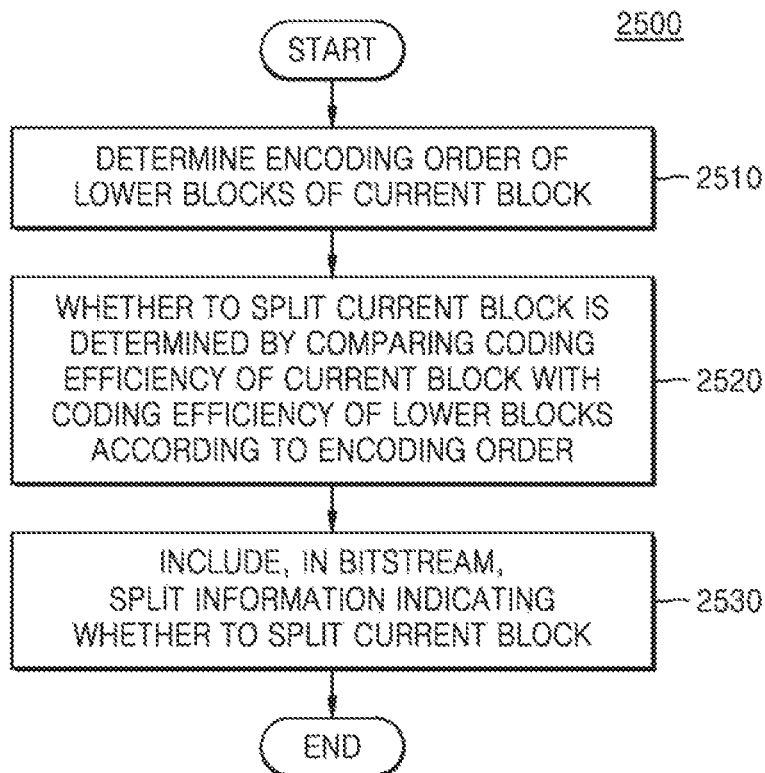 2500
START
DETERMINE ENCODING ORDER OF
LOWER BLOCKS OF CURRENT BLOCK
2510
WHETHER TO SPLIT CURRENT BLOCK IS
DETERMINED BY COMPARING CODING
EFFICIENCY OF CURRENT BLOCK WITH
CODING EFFICIENCY OF LOWER BLOCKS
ACCORDING TO ENCODING ORDER
2520
INCLUDE, IN BITSTREAM,
SPLIT INFORMATION INDICATING
WHETHER TO SPLIT CURRENT BLOCK
2530
END